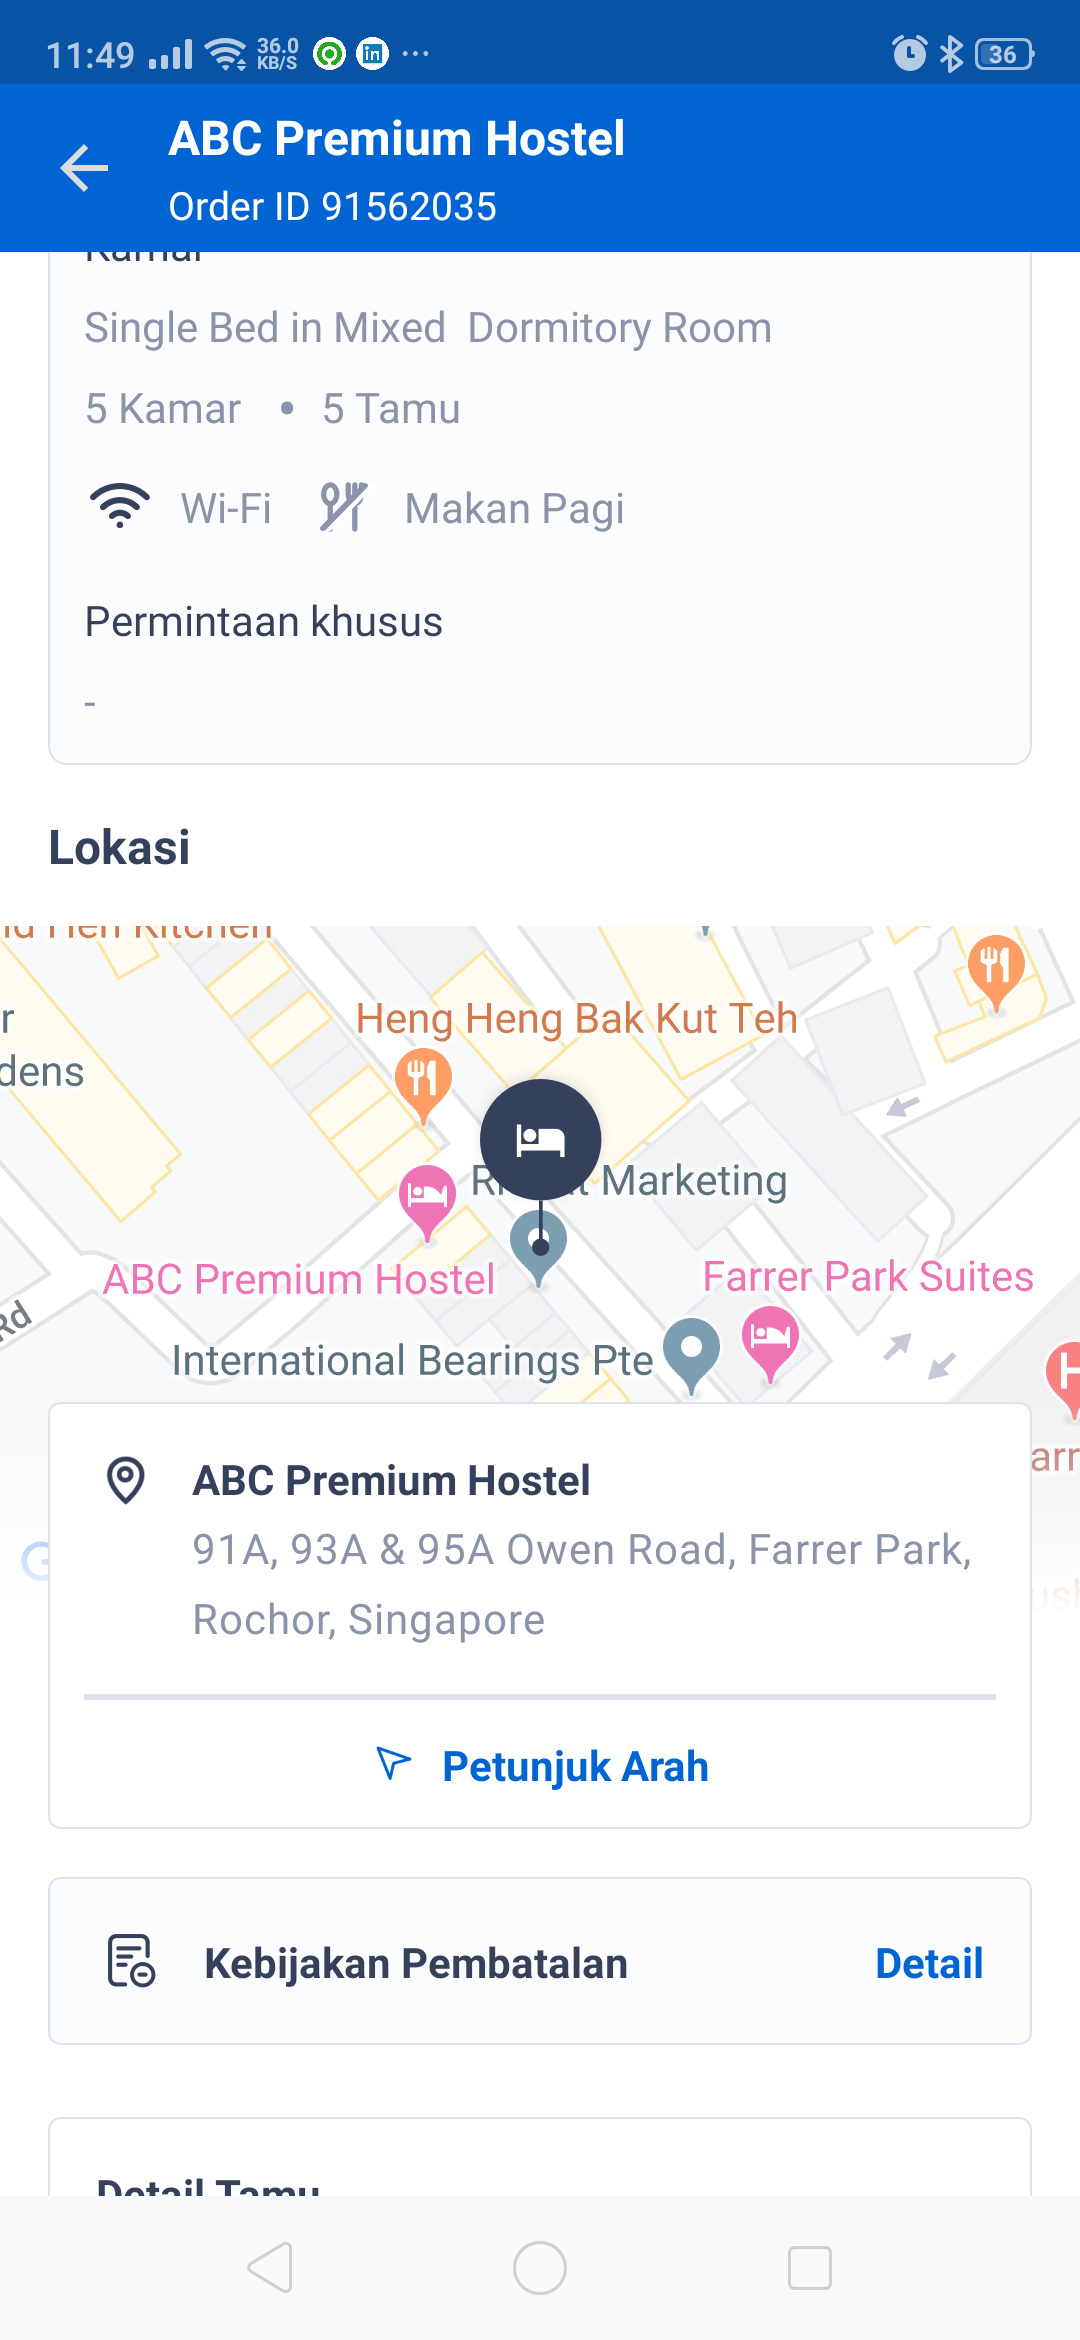 11:49 36.0 KB/S in ... 36
ABC Premium Hostel
Order ID 91562035
Kamar
Single Bed in Mixed Dormitory Room
5 Kamar • 5 Tamu
Wi-Fi Makan Pagi
Permintaan khusus
-
Lokasi
Kitchen
Heng Heng Bak Kut Teh
r
dens
Marketing
ABC Premium Hostel
Farrer Park Suites
Rd
International Bearings Pte
H
arr
ABC Premium Hostel
91A, 93A & 95A Owen Road, Farrer Park,
G
ush
Rochor, Singapore
Petunjuk Arah
Kebijakan Pembatalan Detail
Detail Tamu